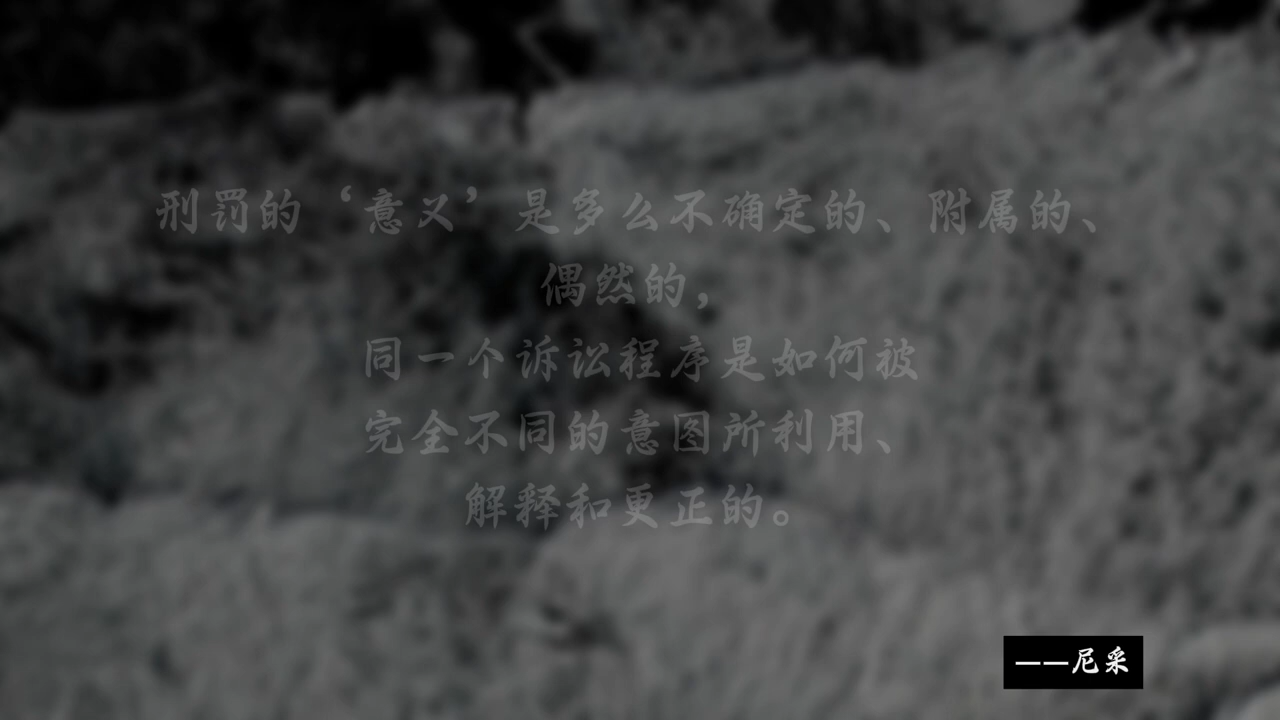 刑罚的‘意义’是多么不确定的、附属的、
偶然的，
同一个诉讼程序是如何被
完全不同的意图所利用、
解释和更正的。
——尼采